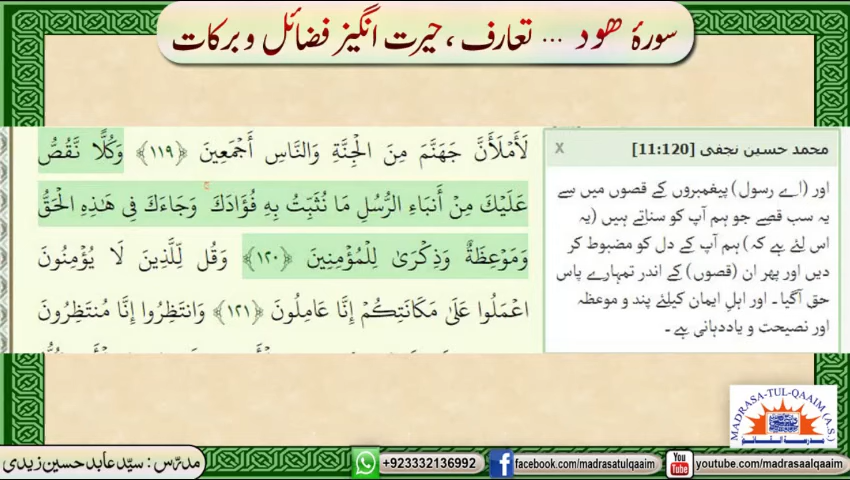 سورۂ ھود ... تعارف ، حیرت انگیز فضائل و برکات
لَأَمْلَأَنَّ جَهَنَّمَ مِنَ الْجِنَّةِ وَالنَّاسِ أَجْمَعِينَ ﴿١١٩﴾ وَكُلًّا نَّقُصُّ
عَلَيْكَ مِنْ أَنبَاءِ الرُّسُلِ مَا نُثَبِّتُ بِهِ فُؤَادَكَ ۚ وَجَاءَكَ فِي هَٰذِهِ الْحَقُّ
وَمَوْعِظَةٌ وَذِكْرَىٰ لِلْمُؤْمِنِينَ ﴿١٢٠﴾ وَقُل لِّلَّذِينَ لَا يُؤْمِنُونَ
اعْمَلُوا عَلَىٰ مَكَانَتِكُمْ إِنَّا عَامِلُونَ ﴿١٢١﴾ وَانتَظِرُوا إِنَّا مُنتَظِرُونَ
محمد حسین نجفی [11:120] X
اور (اے رسول) پیغمبروں کے قصوں میں سے
یہ سب قصے جو ہم آپ کو سناتے ہیں (یہ
اس لئے ہے کہ) ہم آپ کے دل کو مضبوط کر
دیں اور پھر ان (قصوں) کے اندر تمہارے پاس
حق آگیا۔ اور اہلِ ایمان کیلئے پند و موعظہ
اور نصیحت و یاددہانی ہے۔
MADRASA-TUL-QAAIM(A.S.)
مدرسۃ القائم
مدرّس : سیّد عابد حسین زیدی
+923332136992
facebook.com/madrasatulqaaim
You Tube
youtube.com/madrasaalqaaim